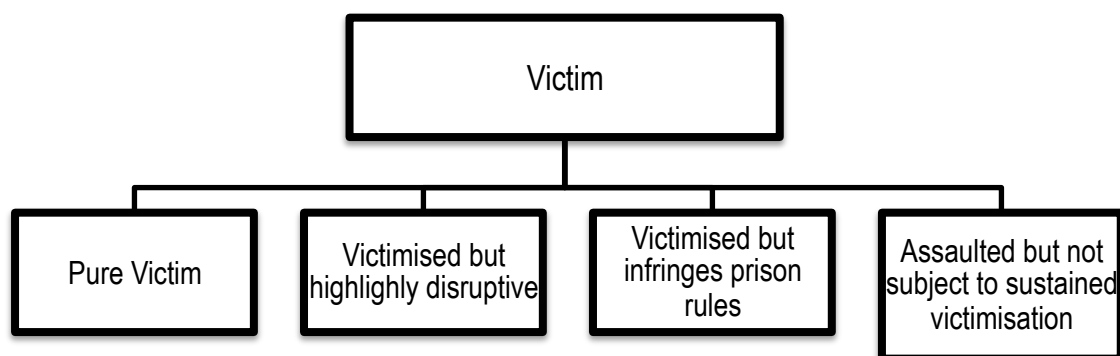 Victim
Pure Victim
Victimised but
highlighly disruptive
Victimised but
infringes prison
rules
Assaulted but not
subject to sustained
victimisation